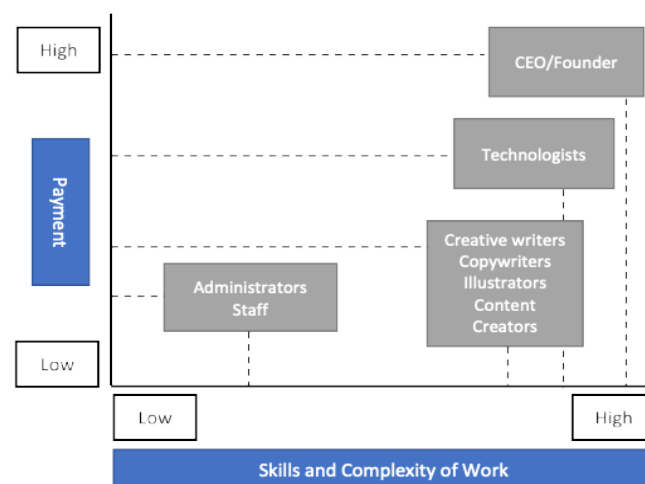 High
CEO/Founder
Technologists
Payment
Creative writers
Copywriters
Illustrators
Content
Creators
Administrators
Staff
Low
Low
High
Skills and Complexity of Work